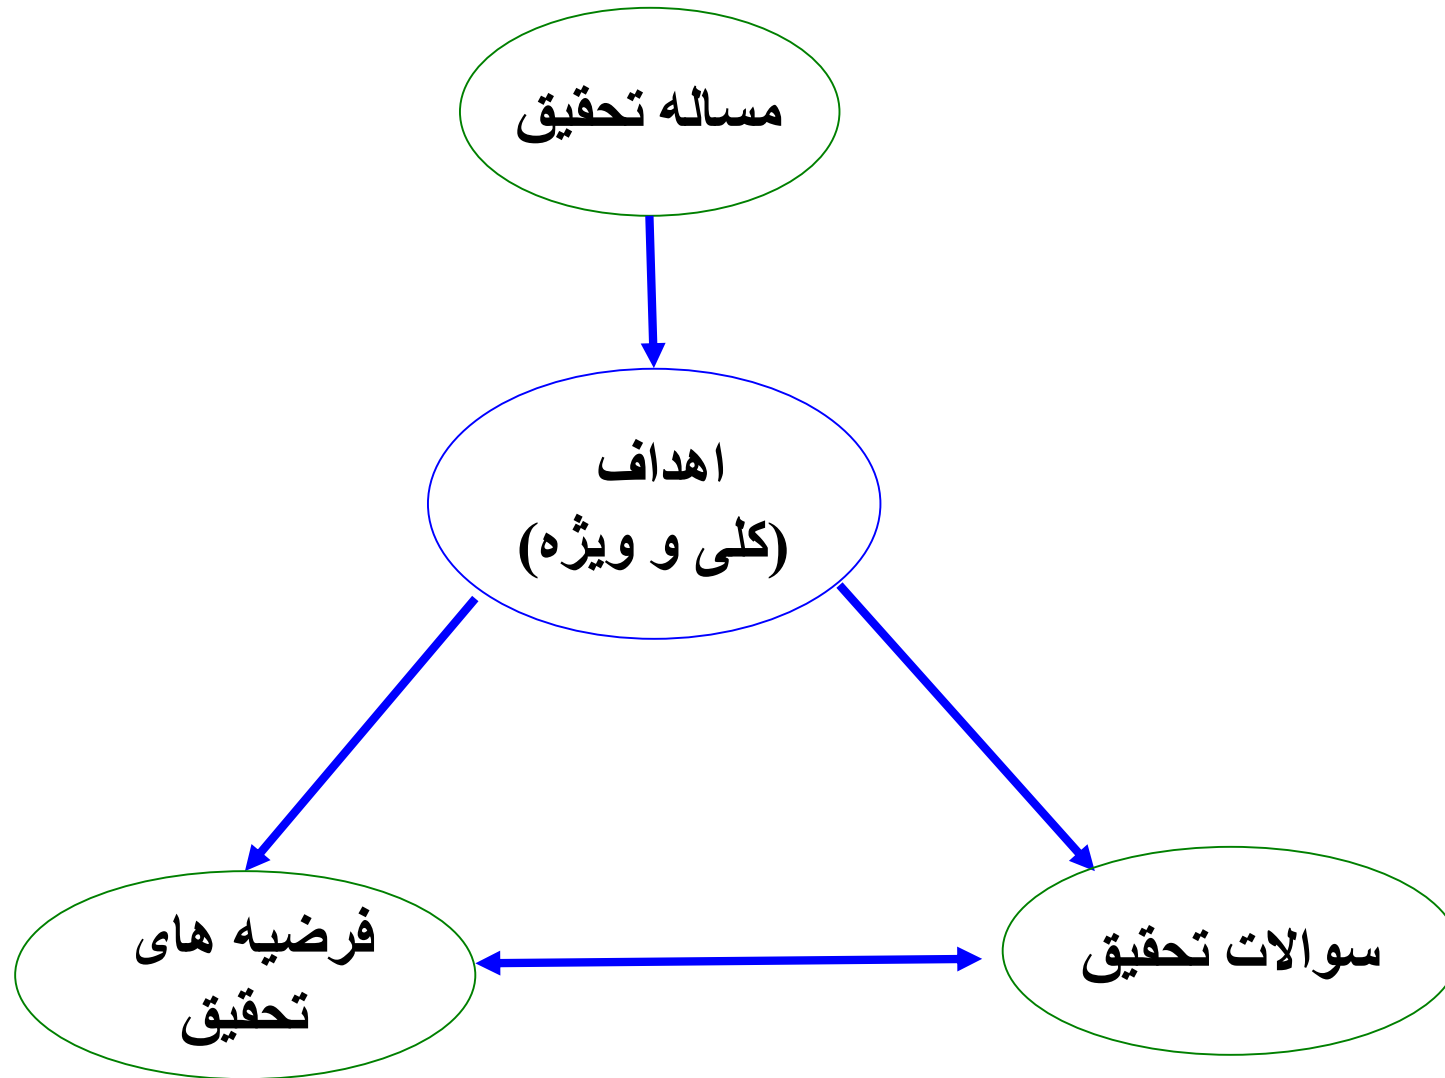 مساله تحقیق
اهداف
(کلی و ویژه)
سوالات تحقیق
فرضیه های
تحقیق